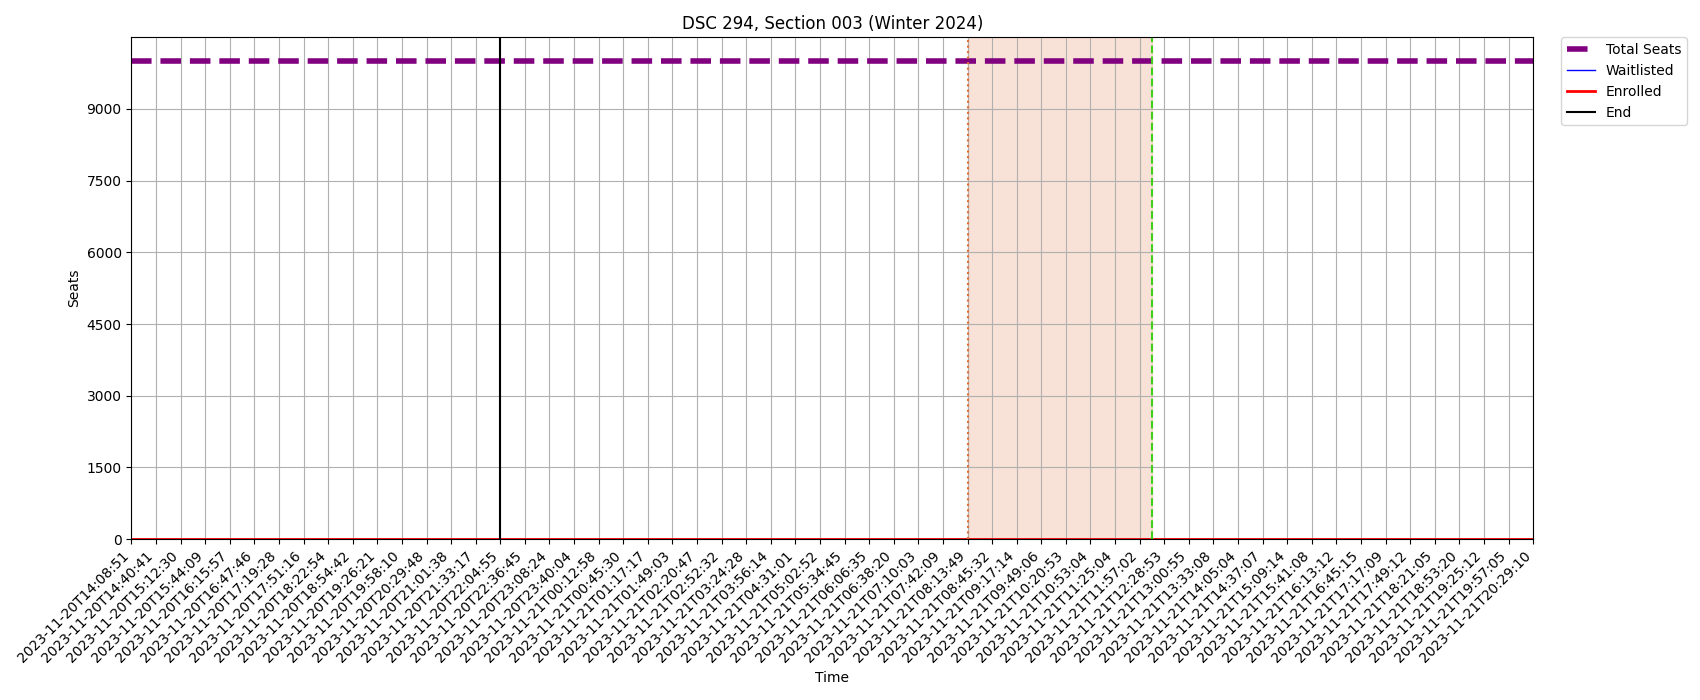 DSC 294, Section 003 (Winter 2024)
Total Seats
Waitlisted
Enrolled
End
Seats
9000
7500
6000
4500
3000
1500
0
2023-11-20T14:08:51
2023-11-20T14:40:41
2023-11-20T15:12:30
2023-11-20T15:44:09
2023-11-20T16:15:57
2023-11-20T16:47:46
2023-11-20T17:19:28
2023-11-20T17:51:16
2023-11-20T18:22:54
2023-11-20T18:54:42
2023-11-20T19:26:21
2023-11-20T19:58:10
2023-11-20T20:29:48
2023-11-20T21:01:38
2023-11-20T21:33:17
2023-11-20T22:04:55
2023-11-20T22:36:45
2023-11-20T23:08:24
2023-11-20T23:40:04
2023-11-21T00:12:58
2023-11-21T00:45:30
2023-11-21T01:17:17
2023-11-21T01:49:03
2023-11-21T02:20:47
2023-11-21T02:52:32
2023-11-21T03:24:28
2023-11-21T03:56:14
2023-11-21T04:31:01
2023-11-21T05:02:52
2023-11-21T05:34:45
2023-11-21T06:06:35
2023-11-21T06:38:20
2023-11-21T07:10:03
2023-11-21T07:42:09
2023-11-21T08:13:49
2023-11-21T08:45:32
2023-11-21T09:17:14
2023-11-21T09:49:06
2023-11-21T10:20:53
2023-11-21T10:53:04
2023-11-21T11:25:04
2023-11-21T11:57:02
2023-11-21T12:28:53
2023-11-21T13:00:55
2023-11-21T13:33:08
2023-11-21T14:05:04
2023-11-21T14:37:07
2023-11-21T15:09:14
2023-11-21T15:41:08
2023-11-21T16:13:12
2023-11-21T16:45:15
2023-11-21T17:17:09
2023-11-21T17:49:12
2023-11-21T18:21:05
2023-11-21T18:53:20
2023-11-21T19:25:12
2023-11-21T19:57:05
2023-11-21T20:29:10
Time